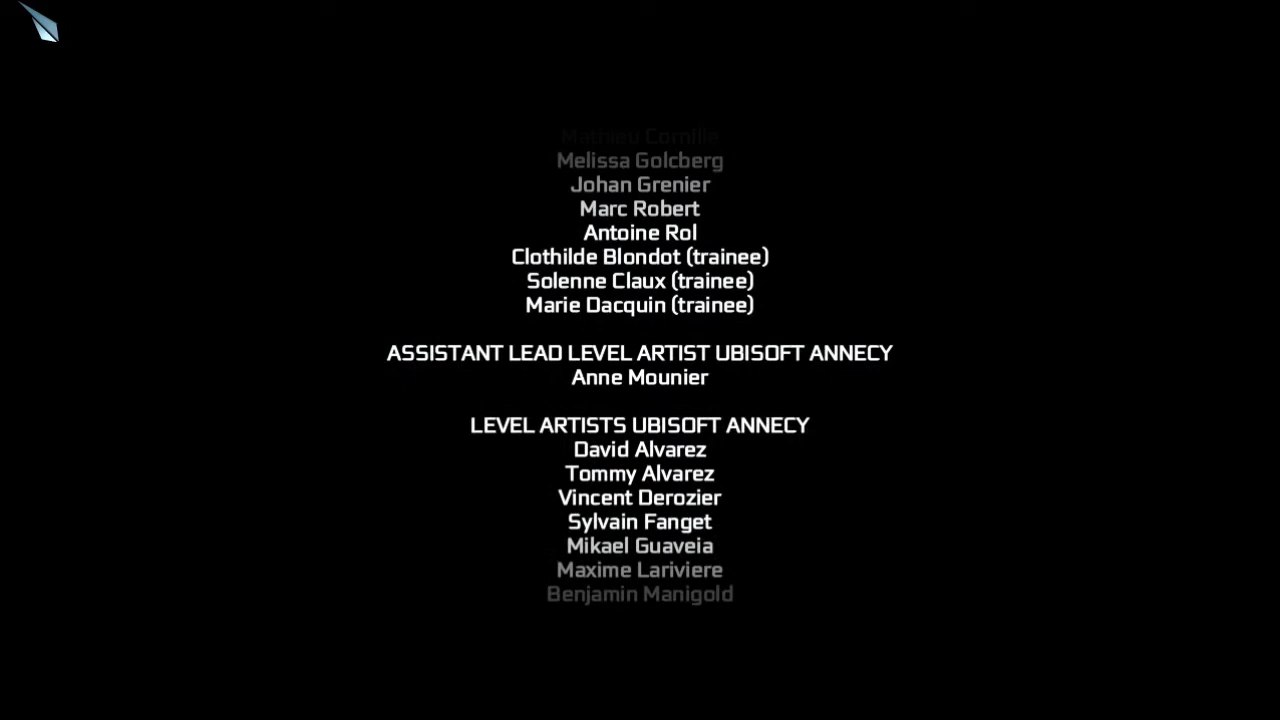 Mathieu Cornille
Melissa Golcberg
Johan Grenier
Marc Robert
Antoine Rol
Clothilde Blondot (trainee)
Solenne Claux (trainee)
Marie Dacquin (trainee)
ASSISTANT LEAD LEVEL ARTIST UBISOFT ANNECY
Anne Mounier
LEVEL ARTISTS UBISOFT ANNECY
David Alvarez
Tommy Alvarez
Vincent Derozier
Sylvain Fanget
Mikael Guaveia
Maxime Lariviere
Benjamin Manigold